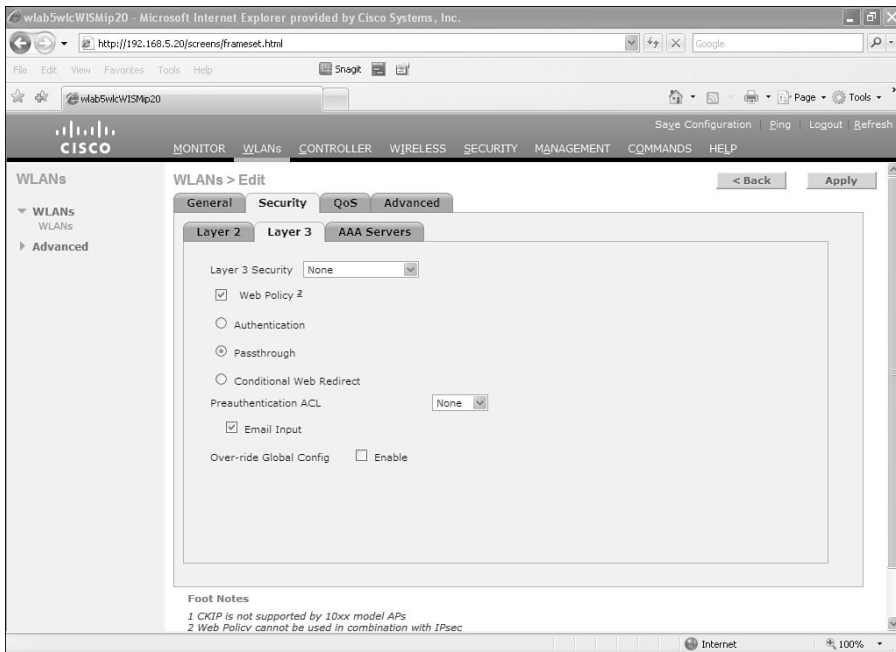 wlab5wlcWISMip20 - Microsoft Internet Explorer provided by Cisco Systems, Inc.
http://192.168.5.20/screens/frameset.html
Google
File Edit View Favorites Tools Help
SnagIt
wlab5wlcWISMip20
Page Tools
Save Configuration Ping Logout Refresh
CISCO
MONITOR WLANs CONTROLLER WIRELESS SECURITY MANAGEMENT COMMANDS HELP
WLANs
WLANs
WLANs
Advanced
WLANs > Edit
< Back
Apply
General Security QoS Advanced
Layer 2 Layer 3 AAA Servers
Layer 3 Security None
Web Policy 2
Authentication
Passthrough
Conditional Web Redirect
Preauthentication ACL None
Email Input
Over-ride Global Config Enable
Foot Notes
1 CKIP is not supported by 10xx model APs
2 Web Policy cannot be used in combination with IPsec
Internet
100%